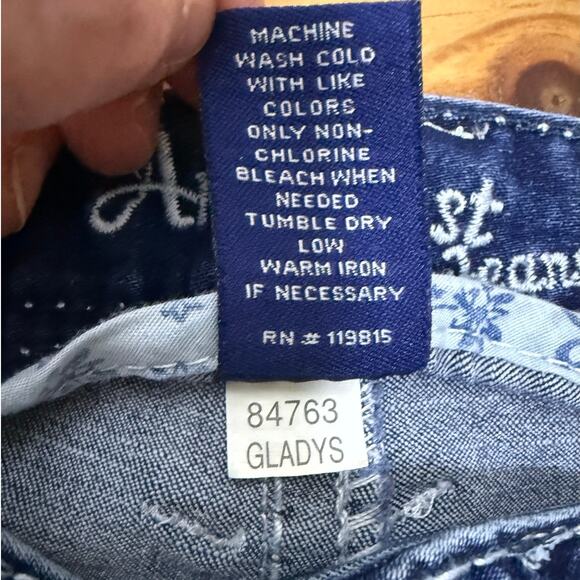 MACHINE
WASH COLD
WITH LIKE
COLORS
ONLY NON-
CHLORINE
BLEACH WHEN
NEEDED
TUMBLE DRY
LOW
WARM IRON
IF NECESSARY
RN # 119815
84763
GLADYS